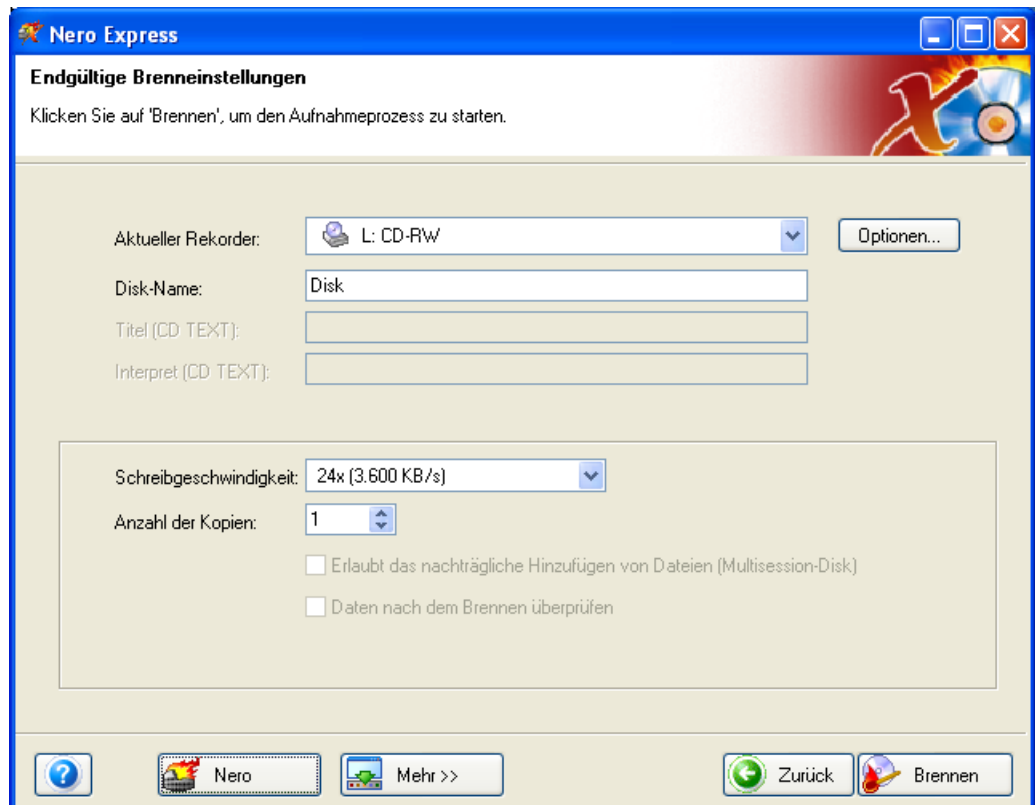 Nero Express
Endgültige Brenneinstellungen
Klicken Sie auf 'Brennen', um den Aufnahmeprozess zu starten.
Aktueller Rekorder: L: CD-RW Optionen...
Disk-Name: Disk
Titel (CD TEXT):
Interpret (CD TEXT):
Schreibgeschwindigkeit: 24x (3.600 KB/s)
Anzahl der Kopien: 1
Erlaubt das nachträgliche Hinzufügen von Dateien (Multisession-Disk)
Daten nach dem Brennen überprüfen
? Nero Mehr >> Zurück Brennen